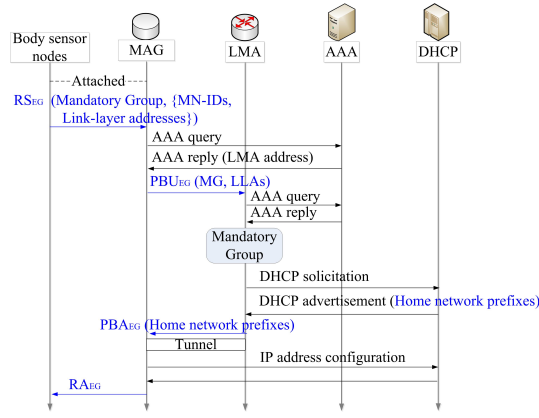 Body sensor
nodes
MAG
LMA
AAA
DHCP
Attached
RSEG (Mandatory Group, {MN-IDs,
Link-layer addresses})
AAA query
AAA reply (LMA address)
PBUEG (MG, LLAs)
AAA query
AAA reply
Mandatory
Group
DHCP solicitation
DHCP advertisement (Home network prefixes)
PBAEG (Home network prefixes)
Tunnel
IP address configuration
RAEG